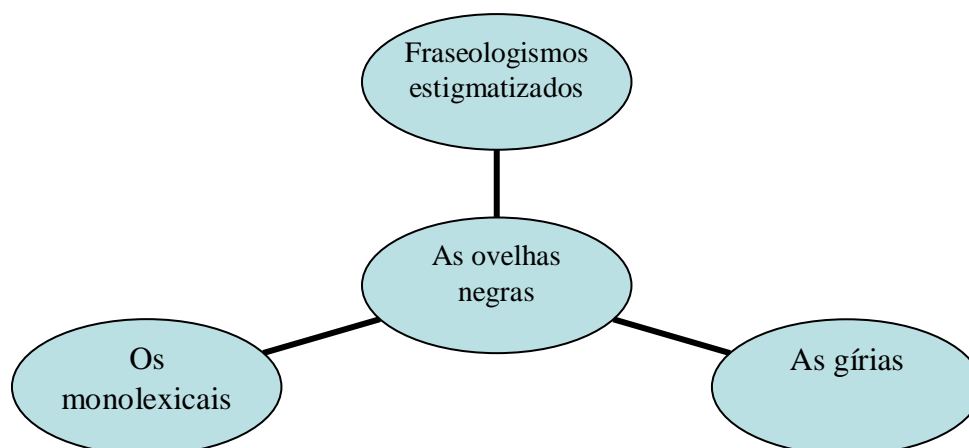 Fraseologismos
estigmatizados
As ovelhas
negras
Os
monolexicais
As gírias